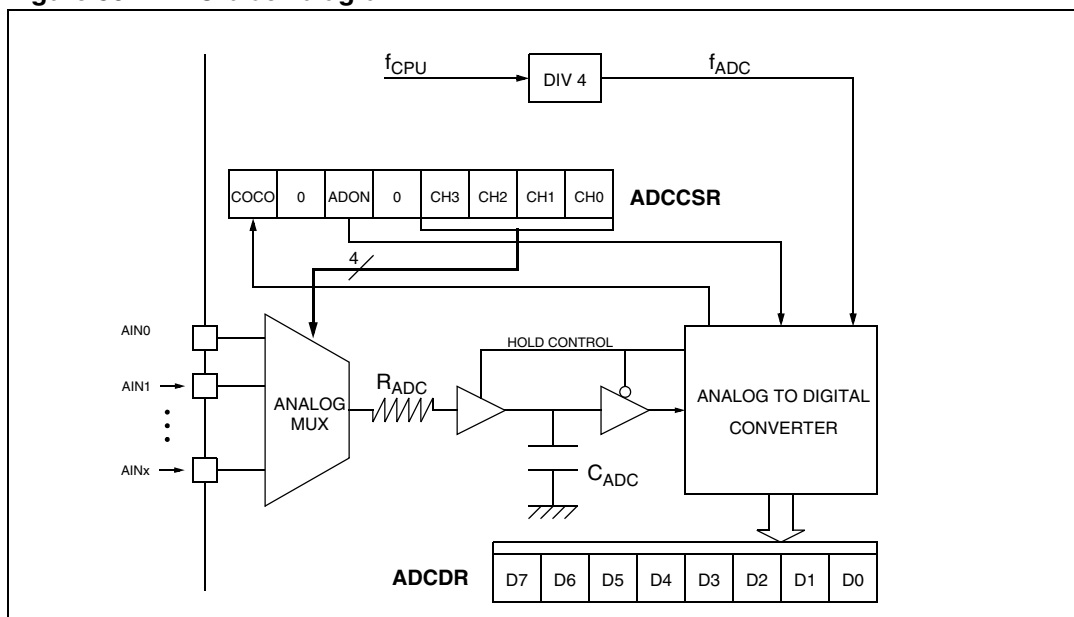 fCPU
DIV 4
fADC
COCO 0 ADON 0 CH3 CH2 CH1 CH0
ADCCSR
4
AIN0
HOLD CONTROL
RADC
AIN1
ANALOG
MUX
ANALOG TO DIGITAL
CONVERTER
AINx
CADC
ADCDR
D7 D6 D5 D4 D3 D2 D1 D0